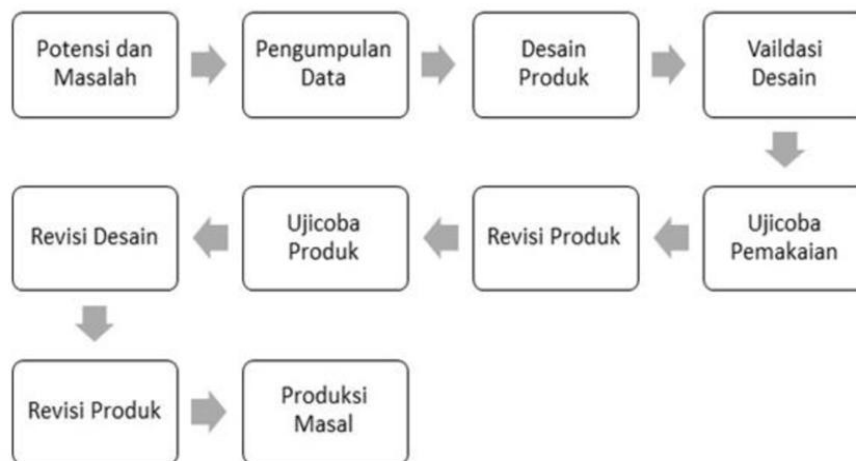 Potensi dan
Masalah
Pengumpulan
Data
Desain
Produk
Vaildasi
Desain
Ujicoba
Pemakaian
Revisi Produk
Ujicoba
Produk
Revisi Desain
Revisi Produk
Produksi
Masal